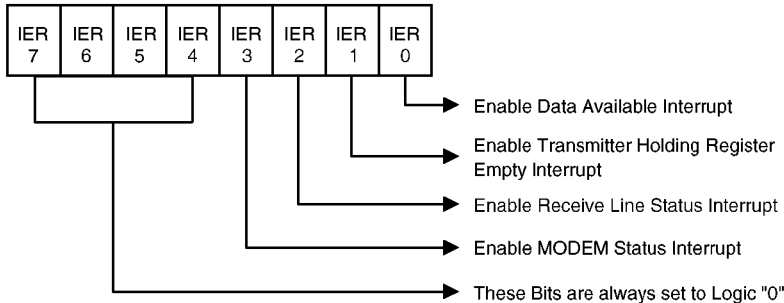 IER IER IER IER IER IER IER IER
7 6 5 4 3 2 1 0
Enable Data Available Interrupt
Enable Transmitter Holding Register
Empty Interrupt
Enable Receive Line Status Interrupt
Enable MODEM Status Interrupt
These Bits are always set to Logic "0"